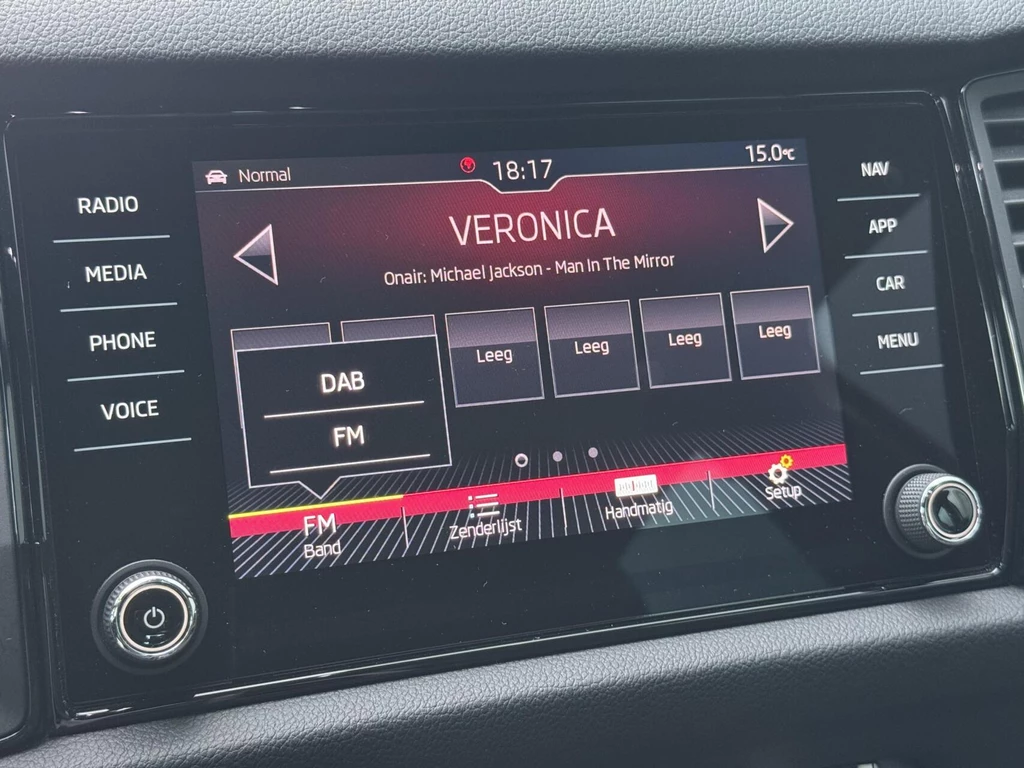 Normal
18:17
15.0°C
VERONICA
Onair: Michael Jackson - Man In The Mirror
Leeg
Leeg
Leeg
Leeg
DAB
FM
FM
Band
Zenderlijst
Handmatig
Setup
RADIO
MEDIA
PHONE
VOICE
NAV
APP
CAR
MENU